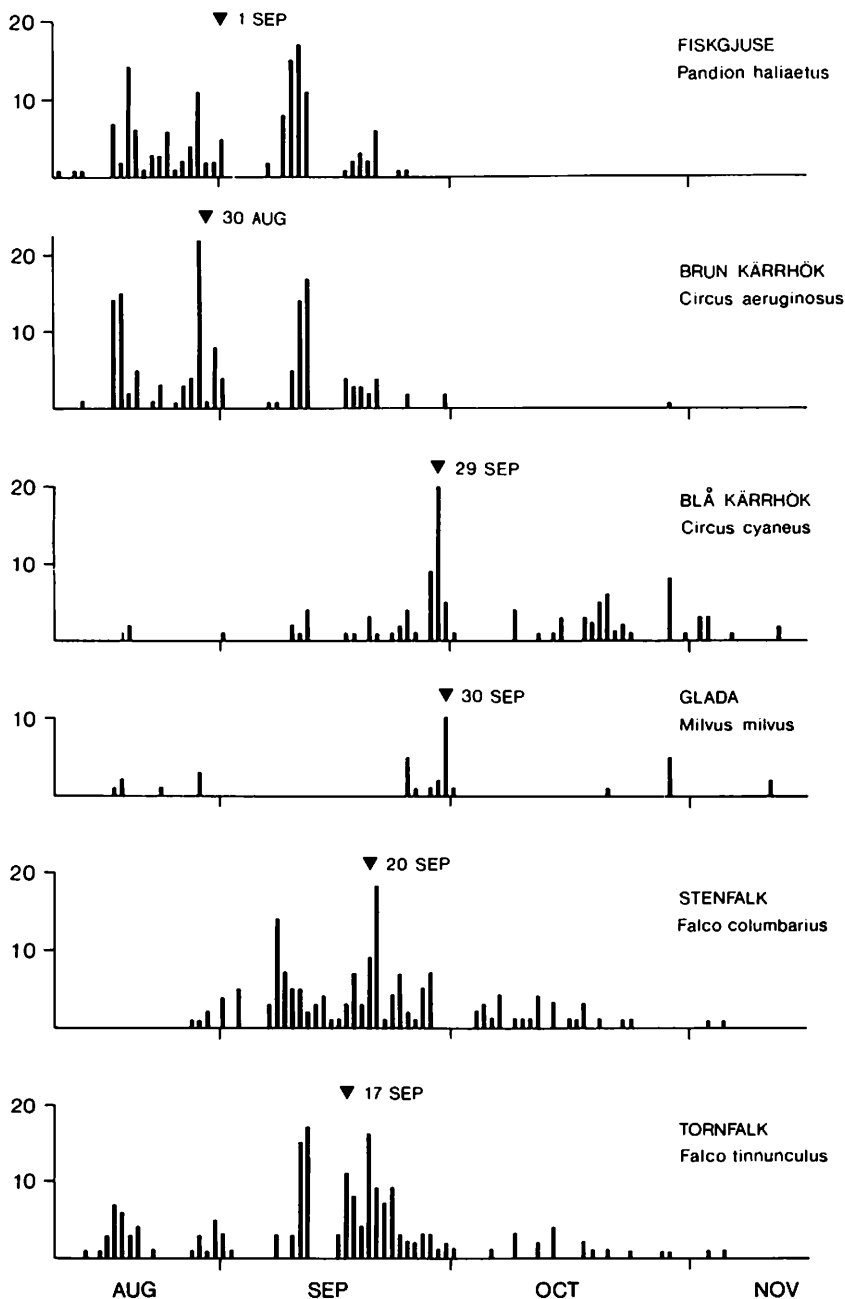 ▼ 1 SEP
FISKGJUSE
Pandion haliaetus
20
10
▼ 30 AUG
BRUN KÄRRHÖK
Circus aeruginosus
20
10
▼ 29 SEP
BLÅ KÄRRHÖK
Circus cyaneus
20
10
▼ 30 SEP
GLADA
Milvus milvus
10
▼ 20 SEP
STENFALK
Falco columbarius
20
10
▼ 17 SEP
TORNFALK
Falco tinnunculus
20
10
AUG SEP OCT NOV